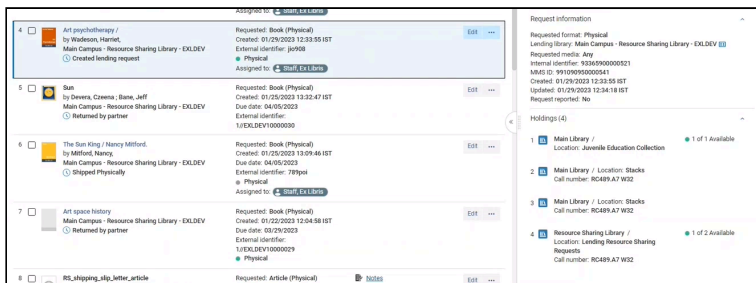 Assigned to: Staff, Ex Libris
4 Art psychotherapy /
by Wadeson, Harriet,
Main Campus - Resource Sharing Library - EXLDEV
Created lending request
Requested: Book (Physical)
Created: 01/29/2023 12:33:55 IST
External identifier: jio908
Physical
Assigned to: Staff, Ex Libris
Edit ...
5 Sun
by Devera, Czeena ; Bane, Jeff
Main Campus - Resource Sharing Library - EXLDEV
Returned by partner
Requested: Book (Physical)
Created: 01/25/2023 13:32:47 IST
Due date: 04/05/2023
External identifier:
1//EXLDEV10000030
Edit ...
6 The Sun King / Nancy Mitford.
by Mitford, Nancy,
Main Campus - Resource Sharing Library - EXLDEV
Shipped Physically
Requested: Book (Physical)
Created: 01/25/2023 13:09:46 IST
Due date: 04/05/2023
External identifier: 789poi
Physical
Assigned to: Staff, Ex Libris
Edit ...
7 Art space history
Main Campus - Resource Sharing Library - EXLDEV
Returned by partner
Requested: Book (Physical)
Created: 01/22/2023 12:04:58 IST
Due date: 03/29/2023
External identifier:
1//EXLDEV10000029
Physical
Edit ...
8 RS_shipping_slip_letter_article
Requested: Article (Physical)
Notes
Edit ...
Request information
Requested format: Physical
Lending library: Main Campus - Resource Sharing Library - EXLDEV
Requested media: Any
Internal identifier: 93365900000521
MMS ID: 991090950000541
Created: 01/29/2023 12:33:55 IST
Updated: 01/29/2023 12:34:18 IST
Request reported: No
Holdings (4)
1 Main Library /
Location: Juvenile Education Collection
1 of 1 Available
2 Main Library / Location: Stacks
Call number: RC489.A7 W32
3 Main Library / Location: Stacks
Call number: RC489.A7 W32
4 Resource Sharing Library /
Location: Lending Resource Sharing
Requests
Call number: RC489.A7 W32
1 of 2 Available